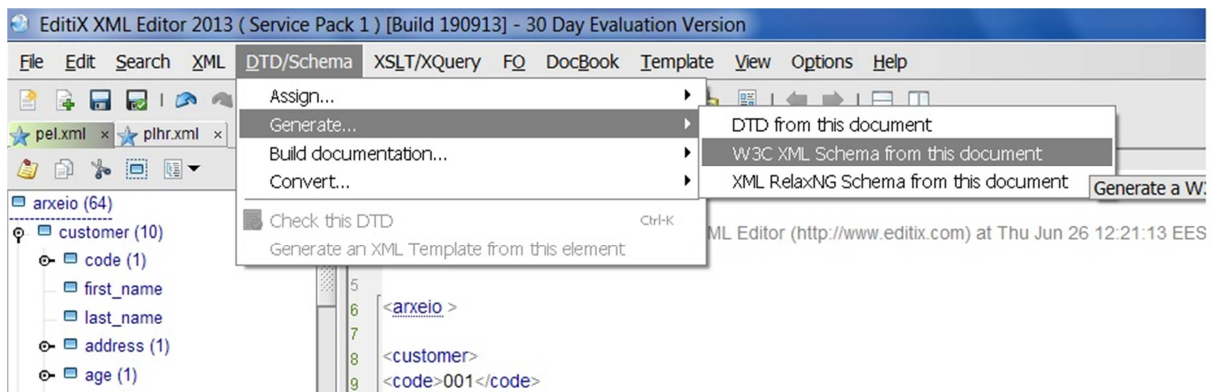 EditiX XML Editor 2013 ( Service Pack 1 ) [Build 190913] - 30 Day Evaluation Version
File Edit Search XML DTD/Schema XSLT/XQuery FO DocBook Template View Options Help
Assign...
pel.xml × plhr.xml × Generate... DTD from this document
Build documentation... W3C XML Schema from this document
Convert... XML RelaxNG Schema from this document Generate a W
arxeio (64)
Check this DTD Ctrl-K
customer (10) ML Editor (http://www.editix.com) at Thu Jun 26 12:21:13 EES
Generate an XML Template from this element
code (1)
first_name 5
6 <arxeio >
last_name 7
address (1) 8 <customer>
age (1) 9 <code>001</code>